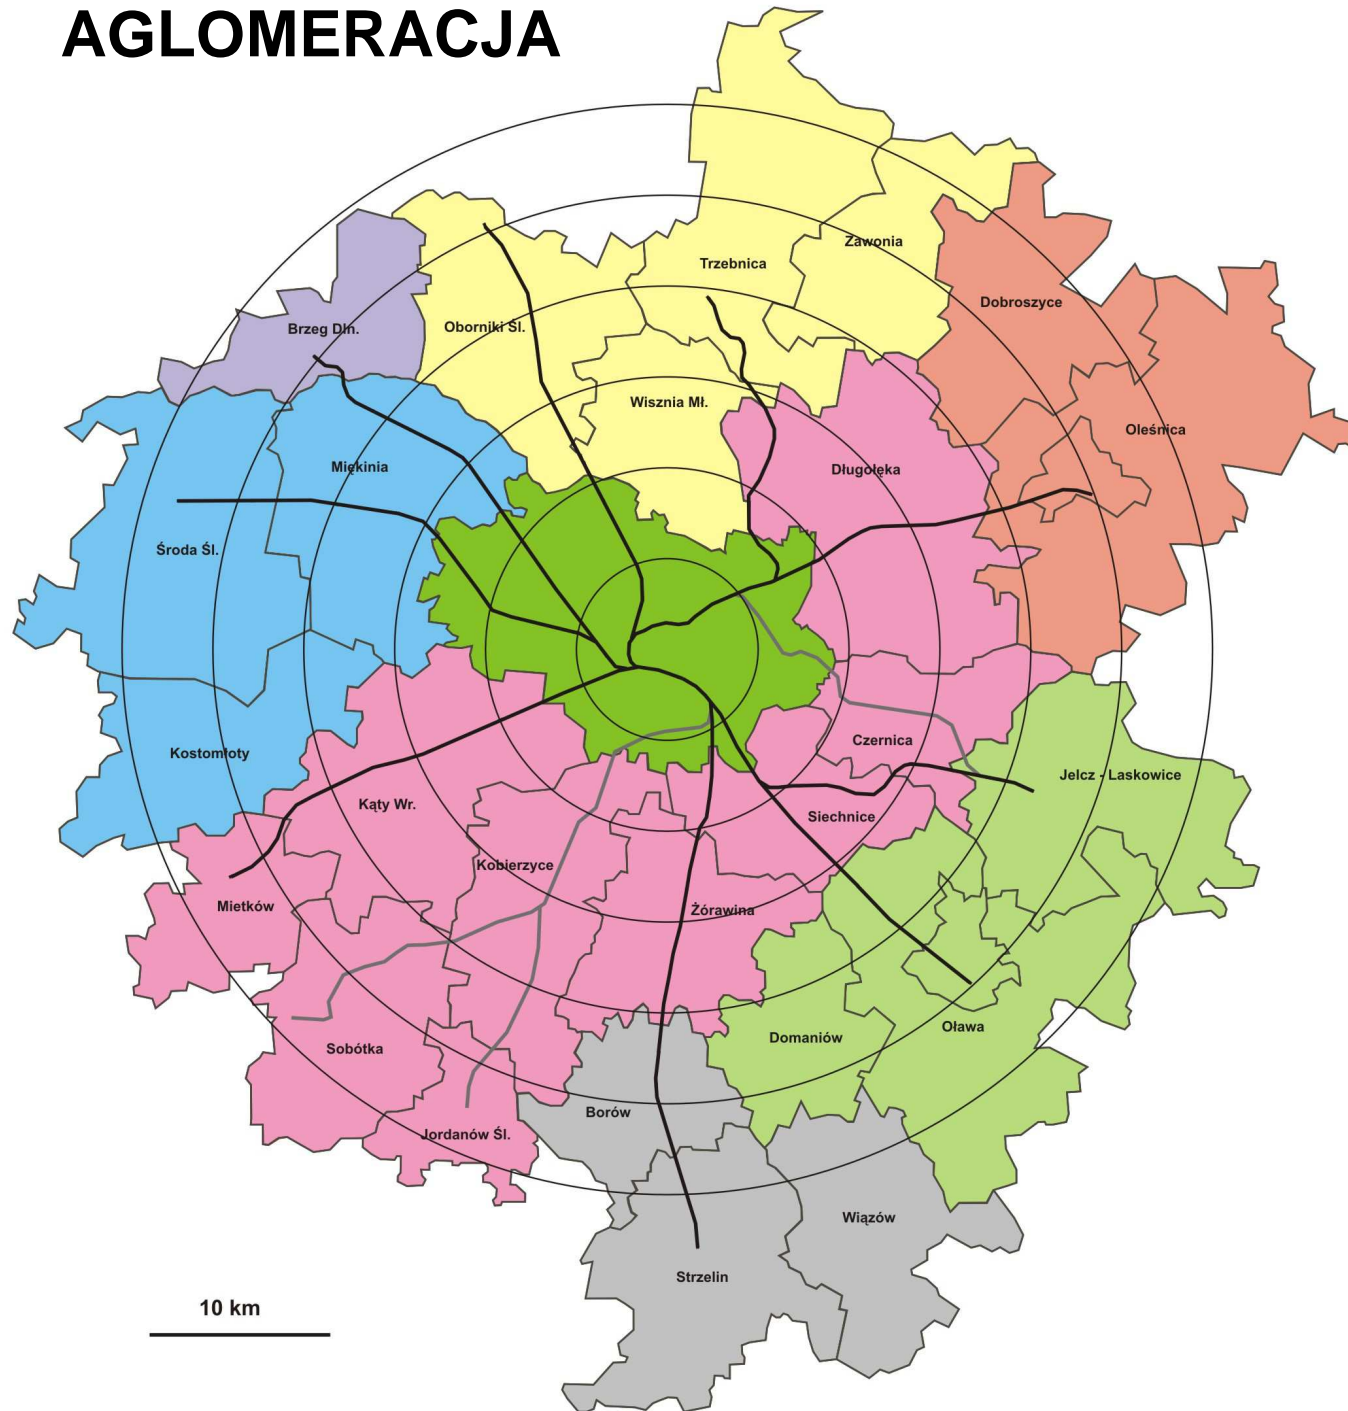 AGLOMERACJA
Zawonia
Trzebnica
Dobroszyce
Brzeg Dln.
Oborniki Śl.
Wisznia Mł.
Oleśnica
Miękinia
Długołęka
Środa Śl.
Czernica
Kostomłoty
Jelcz - Laskowice
Kąty Wr.
Siechnice
Kobierzyce
Mietków
Żórawina
Oława
Domaniów
Sobótka
Borów
Jordanów Śl.
Wiązów
Strzelin
10 km